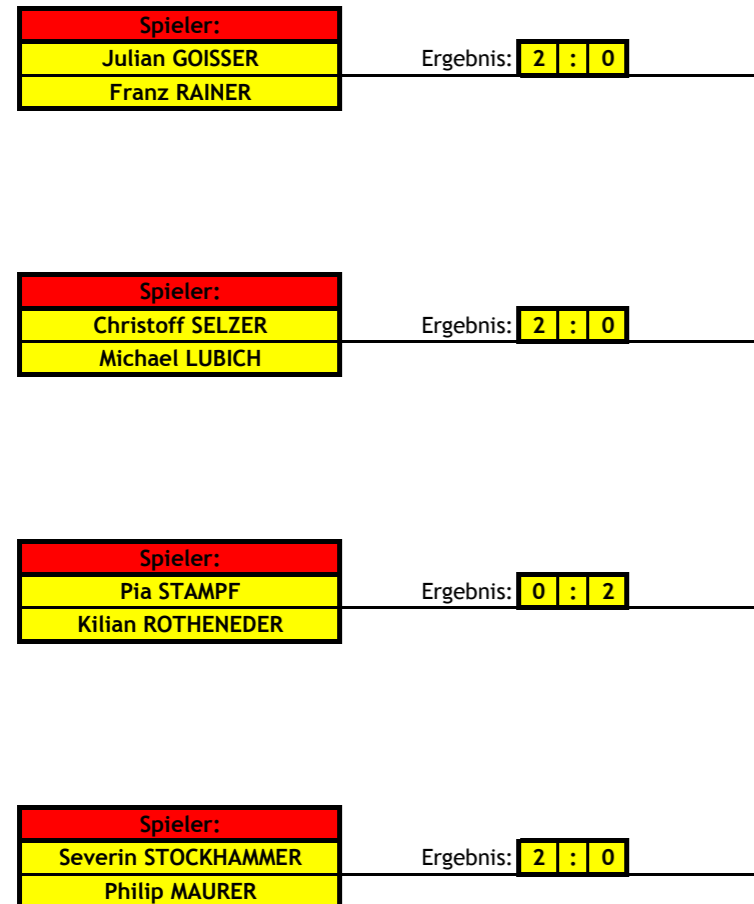 Spieler:
Julian GOISSER Ergebnis: 2 : 0
Franz RAINER
Spieler:
Christoff SELZER Ergebnis: 2 : 0
Michael LUBICH
Spieler:
Pia STAMPF Ergebnis: 0 : 2
Kilian ROTHENEDER
Spieler:
Severin STOCKHAMMER Ergebnis: 2 : 0
Philip MAURER